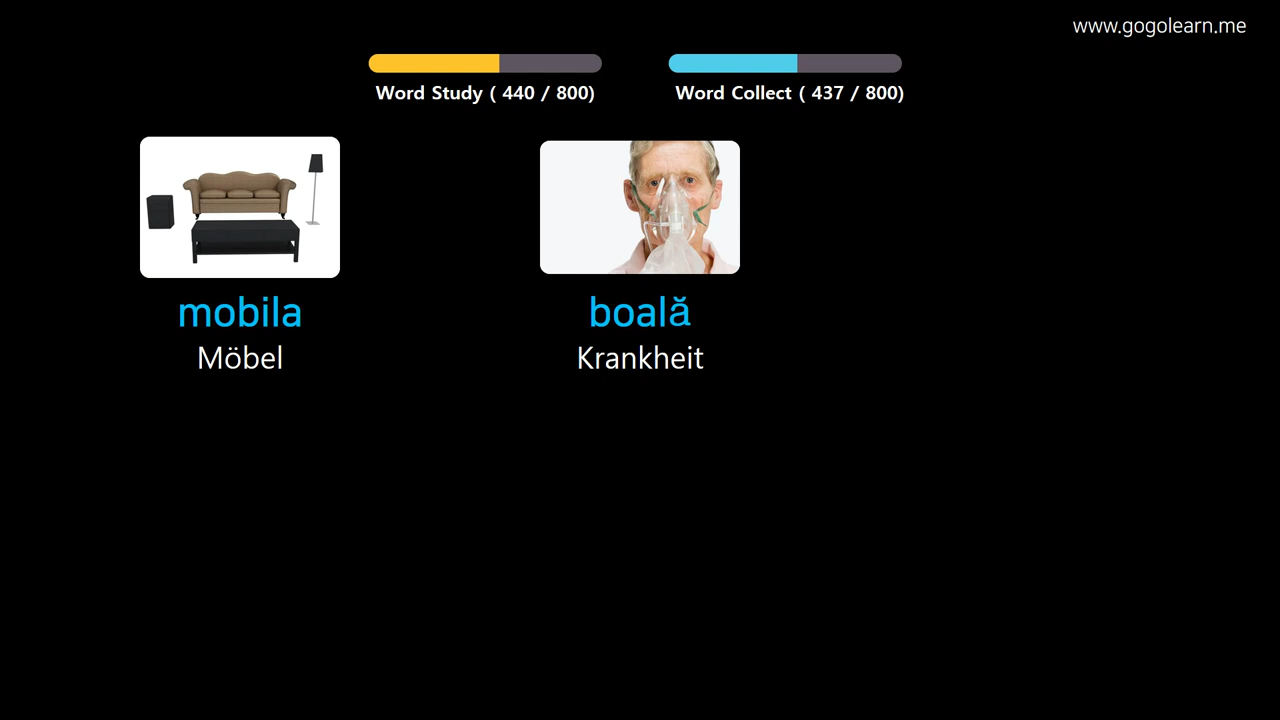 www.gogolearn.me
Word Study ( 440 / 800)
Word Collect ( 437 / 800)
mobila
Möbel
boală
Krankheit